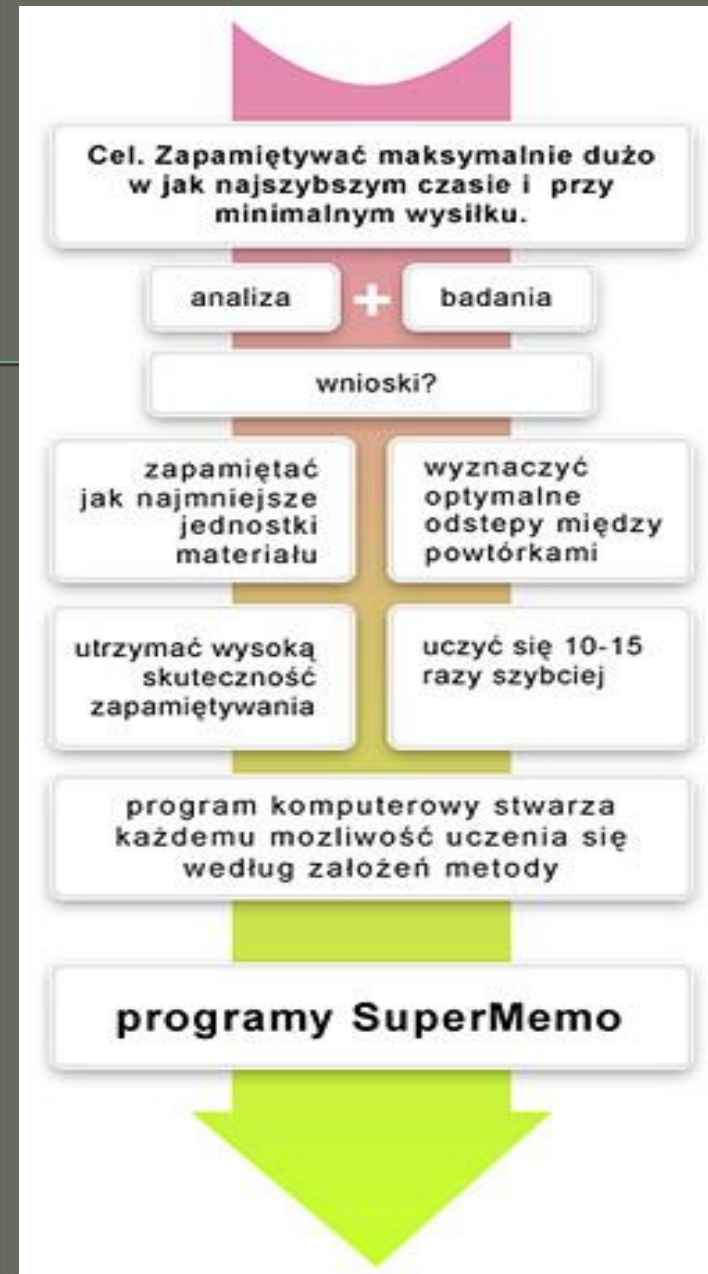 Cel. Zapamiętywać maksymalnie dużo
w jak najszybszym czasie i przy
minimalnym wysiłku.
analiza + badania
wnioski?
zapamiętać
jak najmniejsze
jednostki
materiału
wyznaczyć
optymalne
odstepy między
powtórkami
utrzymać wysoką
skuteczność
zapamiętywania
uczyć się 10-15
razy szybciej
program komputerowy stwarza
każdemu mozliwość uczenia się
według założeń metody
programy SuperMemo